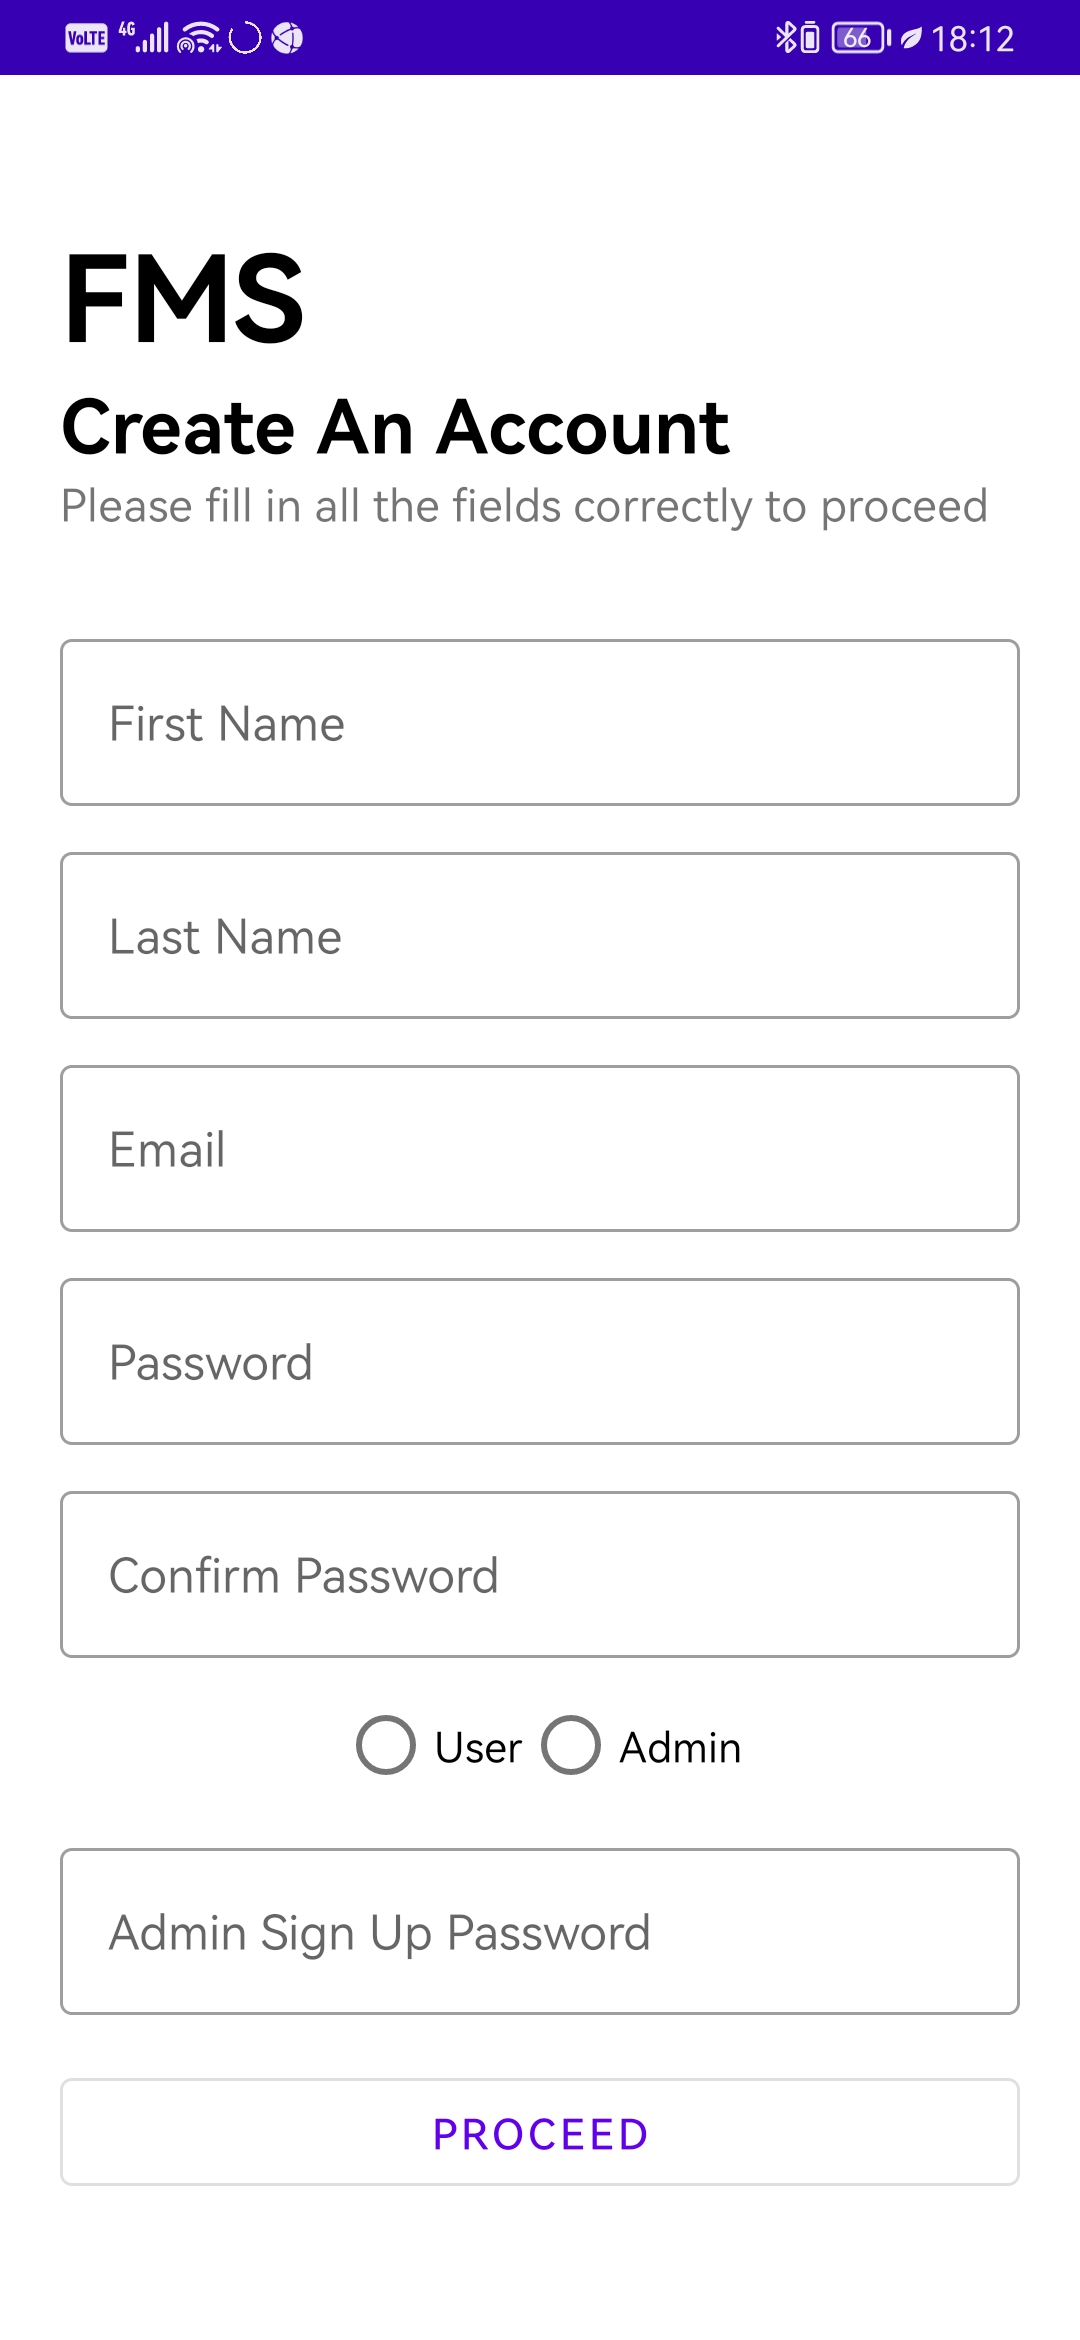 VoLTE 4G 66 18:12
FMS
Create An Account
Please fill in all the fields correctly to proceed
First Name
Last Name
Email
Password
Confirm Password
User Admin
Admin Sign Up Password
PROCEED